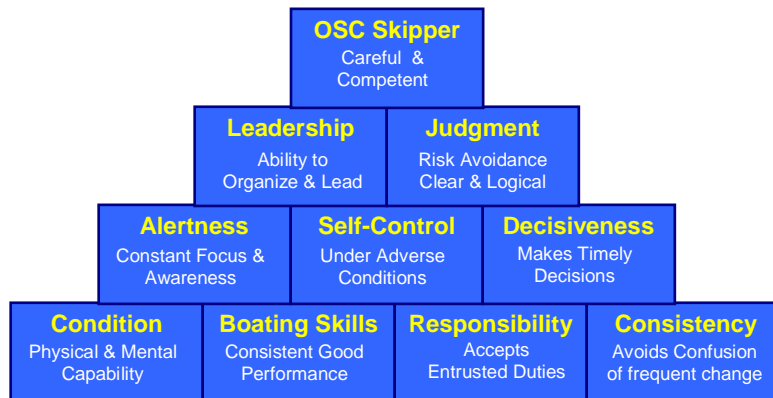 OSC Skipper
Careful &
Competent
Leadership
Ability to
Organize & Lead
Judgment
Risk Avoidance
Clear & Logical
Alertness
Constant Focus &
Awareness
Self-Control
Under Adverse
Conditions
Decisiveness
Makes Timely
Decisions
Condition
Physical & Mental
Capability
Boating Skills
Consistent Good
Performance
Responsibility
Accepts
Entrusted Duties
Consistency
Avoids Confusion
of frequent change